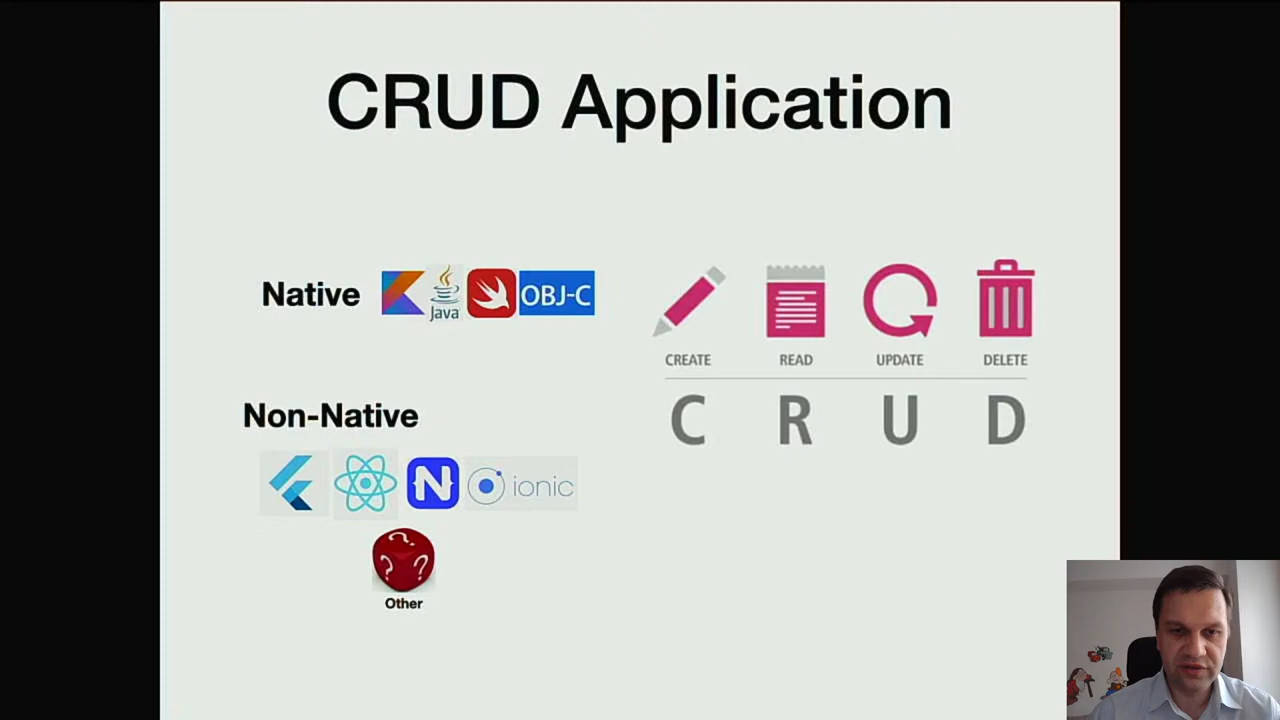 CRUD Application
Native
Java
OBJ-C
CREATE READ UPDATE DELETE
C R U D
Non-Native
N
ionic
? ? ?
Other